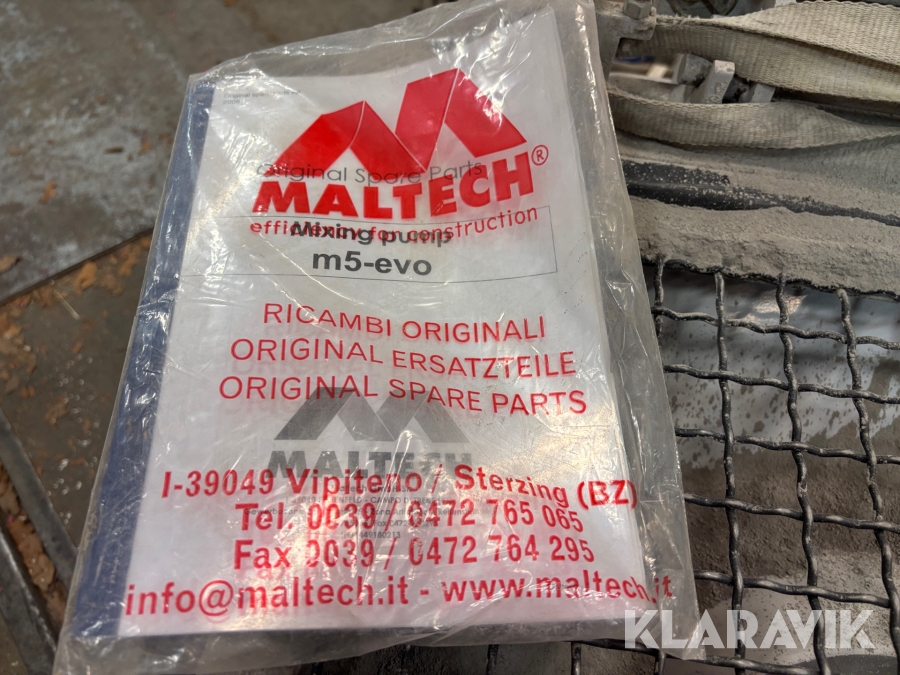 Original Spare Parts
MALTECH®
efficiency for construction
Mixing pump
m5-evo
RICAMBI ORIGINALI
ORIGINAL ERSATZTEILE
ORIGINAL SPARE PARTS
MALTECH
I-39049 Vipiteno / Sterzing (BZ)
Tel. 0039 / 0472 765 065
Fax 0039 / 0472 764 295
info@maltech.it - www.maltech.it
KLARAVIK